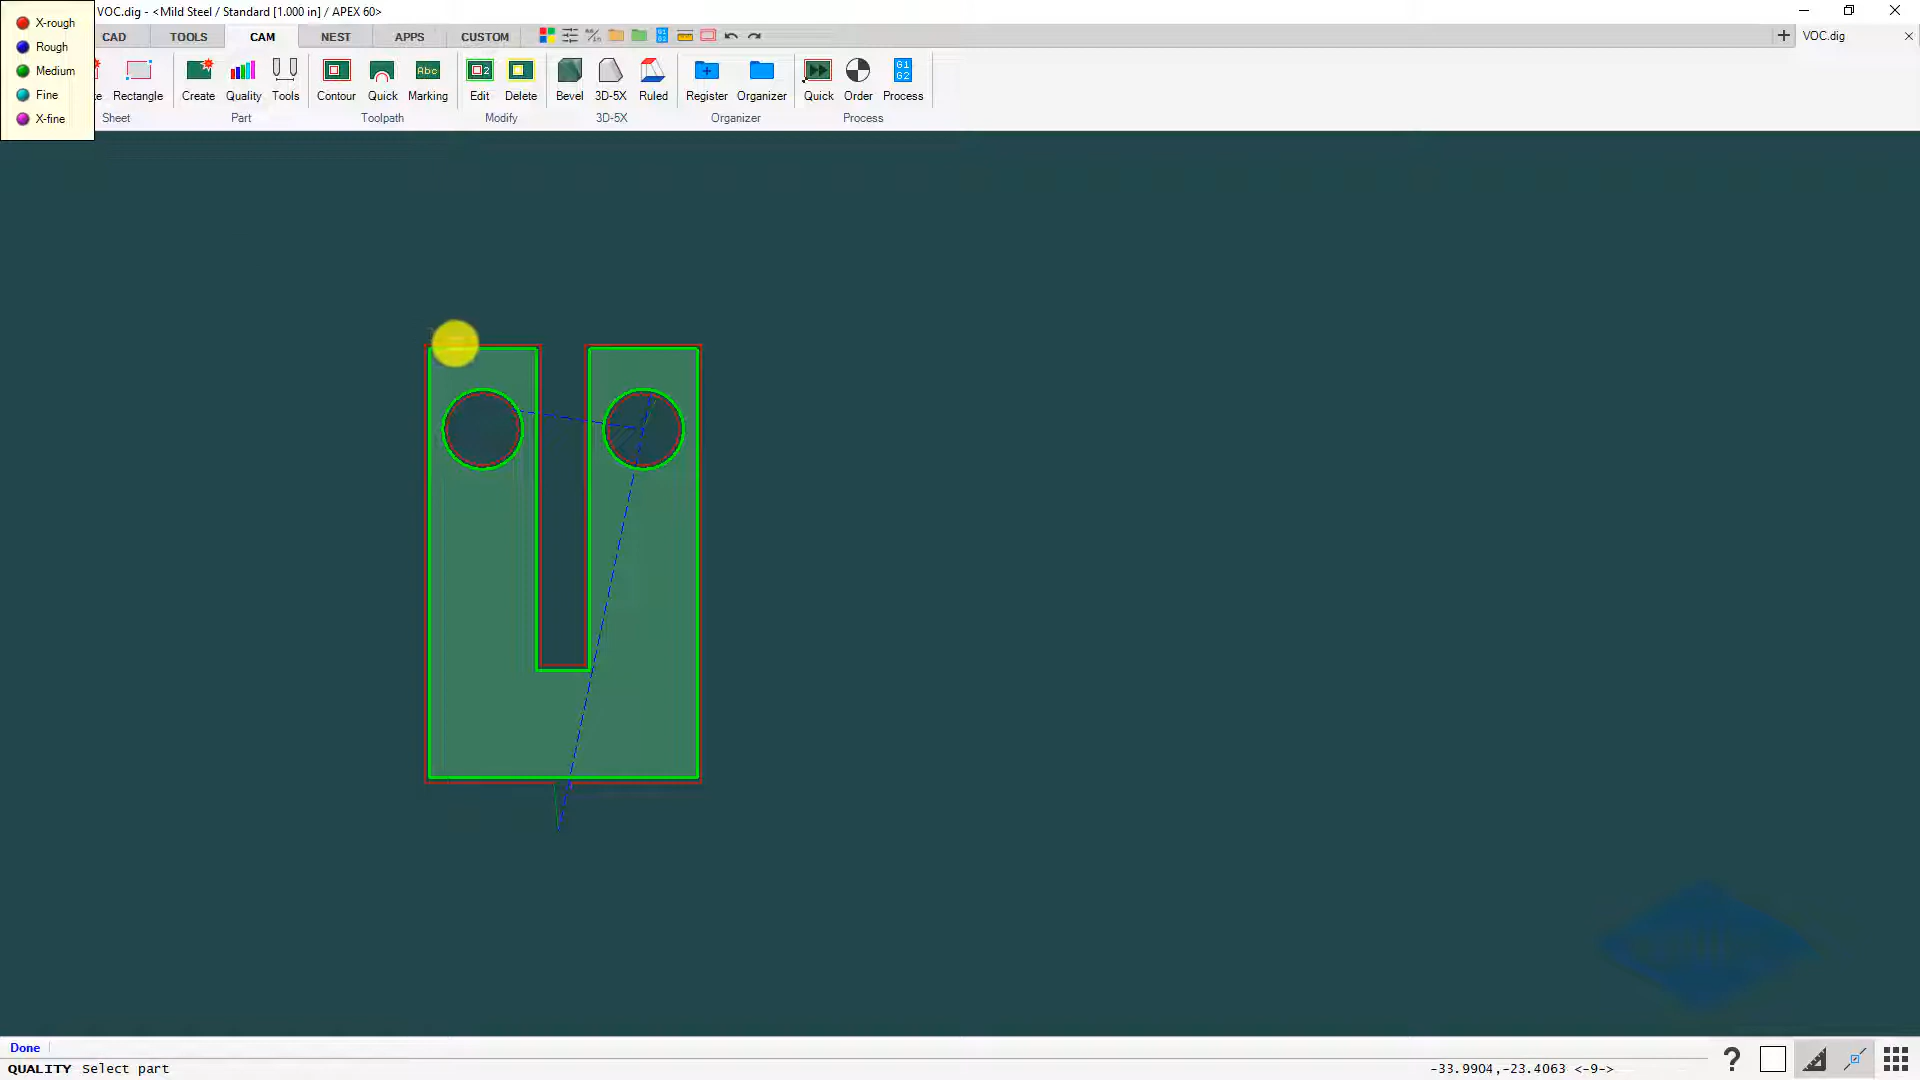 VOC.dig - <Mild Steel / Standard [1.000 in] / APEX 60>
X-rough
Rough
Medium
Fine
X-fine
CAD TOOLS CAM NEST APPS CUSTOM
VOC.dig
Rectangle Create Quality Tools Contour Quick Marking Edit Delete Bevel 3D-5X Ruled Register Organizer Quick Order Process
Abc
G1
G2
Sheet Part Toolpath Modify 3D-5X Organizer Process
Done
QUALITY Select part
-33.9904,-23.4063 <-9->